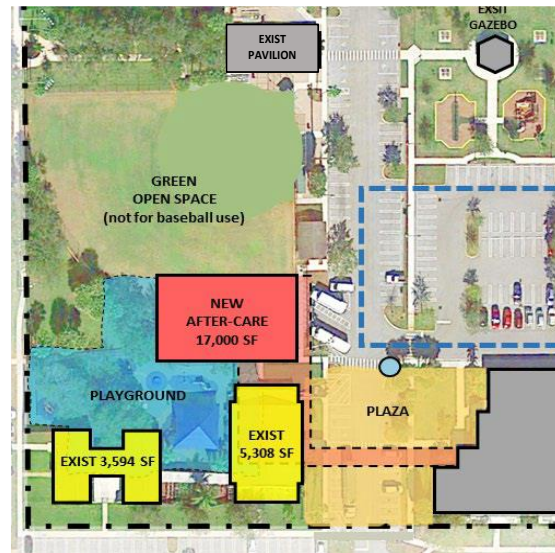 EXIST
PAVILION
EXSIT
GAZEBO
GREEN
OPEN SPACE
(not for baseball use)
NEW
AFTER-CARE
17,000 SF
PLAYGROUND
PLAZA
EXIST
5,308 SF
EXIST 3,594 SF